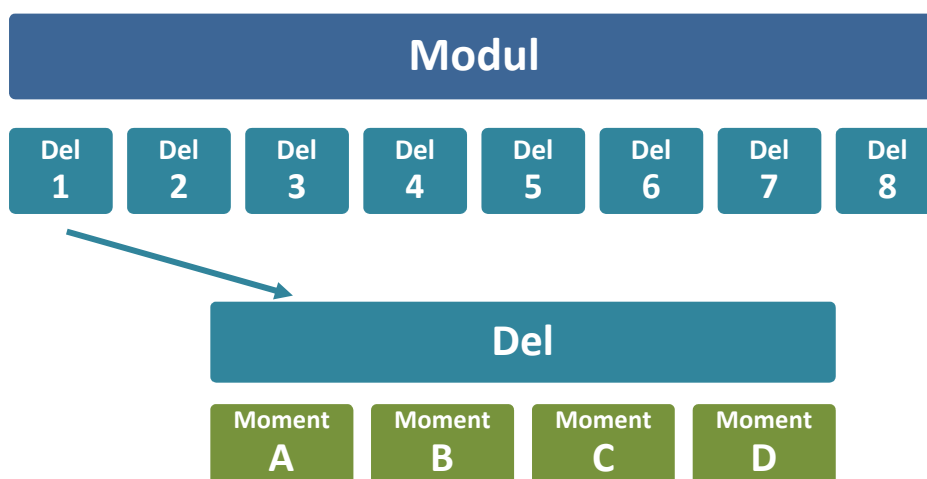 Modul
Del Del Del Del Del Del Del Del
1 2 3 4 5 6 7 8
Del
Moment Moment Moment Moment
A B C D